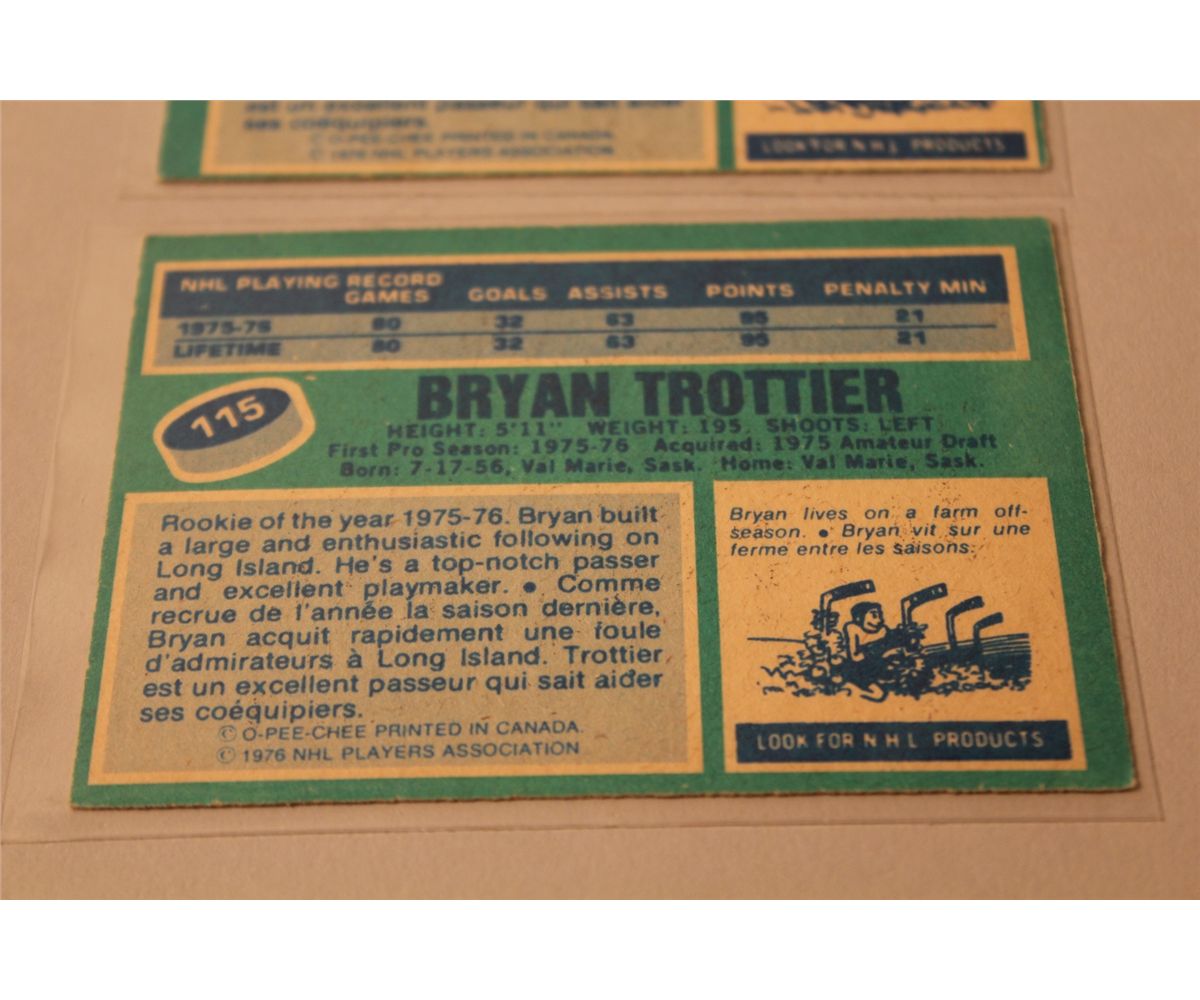 est un excellent passeur qui sait aider
ses coéquipiers.
© O-PEE-CHEE PRINTED IN CANADA.
© 1976 NHL PLAYERS ASSOCIATION
LOOK FOR N H L PRODUCTS
NHL PLAYING RECORD
GAMES GOALS ASSISTS POINTS PENALTY MIN
1975-76 80 32 63 95 21
LIFETIME 80 32 63 95 21
115
BRYAN TROTTIER
HEIGHT: 5'11" WEIGHT: 195 SHOOTS: LEFT
First Pro Season: 1975-76 Acquired: 1975 Amateur Draft
Born: 7-17-56, Val Marie, Sask. Home: Val Marie, Sask.
Rookie of the year 1975-76. Bryan built
a large and enthusiastic following on
Long Island. He's a top-notch passer
and excellent playmaker. • Comme
recrue de l'année la saison dernière,
Bryan acquit rapidement une foule
d'admirateurs à Long Island. Trottier
est un excellent passeur qui sait aider
ses coéquipiers.
© O-PEE-CHEE PRINTED IN CANADA.
© 1976 NHL PLAYERS ASSOCIATION
Bryan lives on a farm off-
season. • Bryan vit sur une
ferme entre les saisons.
LOOK FOR N H L PRODUCTS